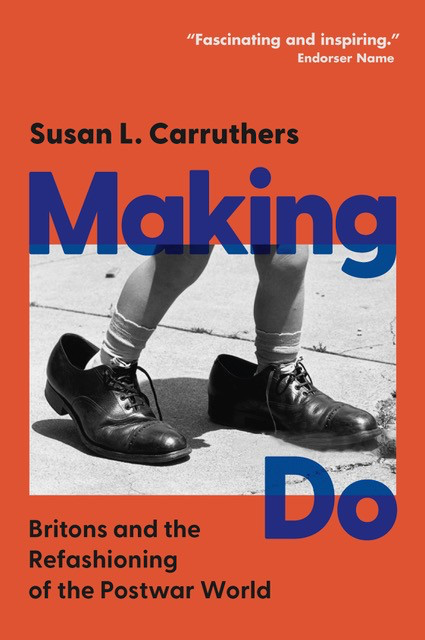 “Fascinating and inspiring.”
Endorser Name
Susan L. Carruthers
Making
Do
Britons and the
Refashioning
of the Postwar World